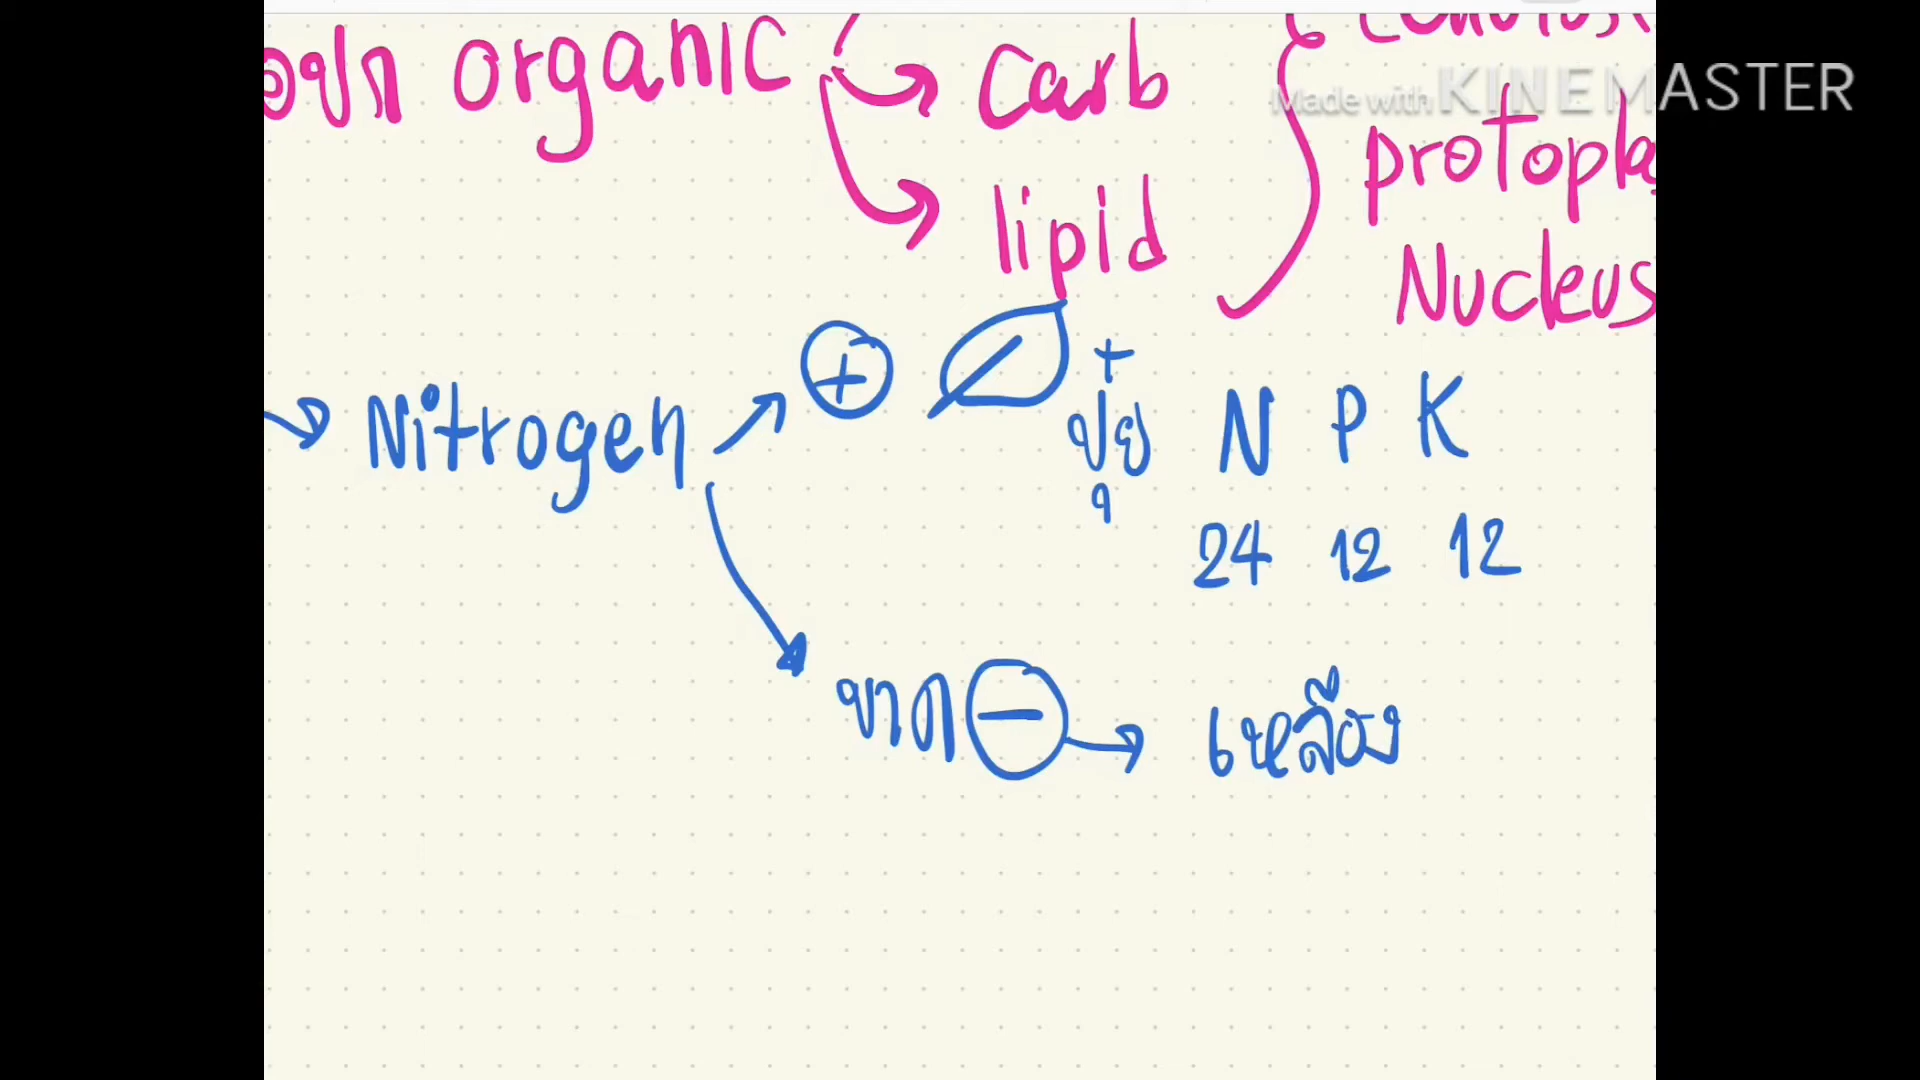 organic Carb
Made with KINEMASTER
lipid
Nucleus
Nitrogen + + ปุ๋ย N P K
24 12 12
ขาด - เหลือง